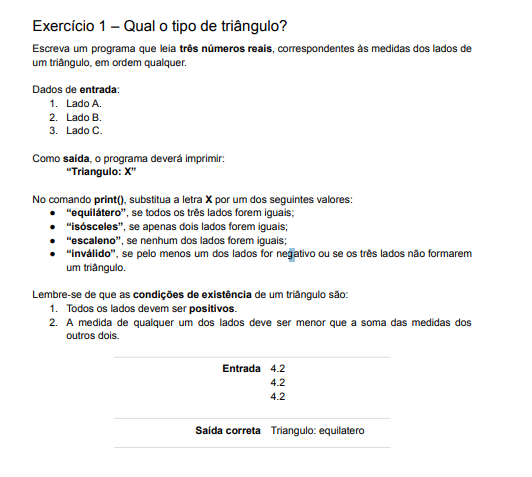 Exercício 1 – Qual o tipo de triângulo?
Escreva um programa que leia três números reais, correspondentes às medidas dos lados de
um triângulo, em ordem qualquer.
Dados de entrada:
1. Lado A.
2. Lado B.
3. Lado C.
Como saída, o programa deverá imprimir:
“Triangulo: X”
No comando print(), substitua a letra X por um dos seguintes valores:
● “equilátero”, se todos os três lados forem iguais;
● “isósceles”, se apenas dois lados forem iguais;
● “escaleno”, se nenhum dos lados forem iguais;
● “inválido”, se pelo menos um dos lados for negativo ou se os três lados não formarem
um triângulo.
Lembre-se de que as condições de existência de um triângulo são:
1. Todos os lados devem ser positivos.
2. A medida de qualquer um dos lados deve ser menor que a soma das medidas dos
outros dois.
Entrada 4.2
4.2
4.2
Saída correta Triangulo: equilatero